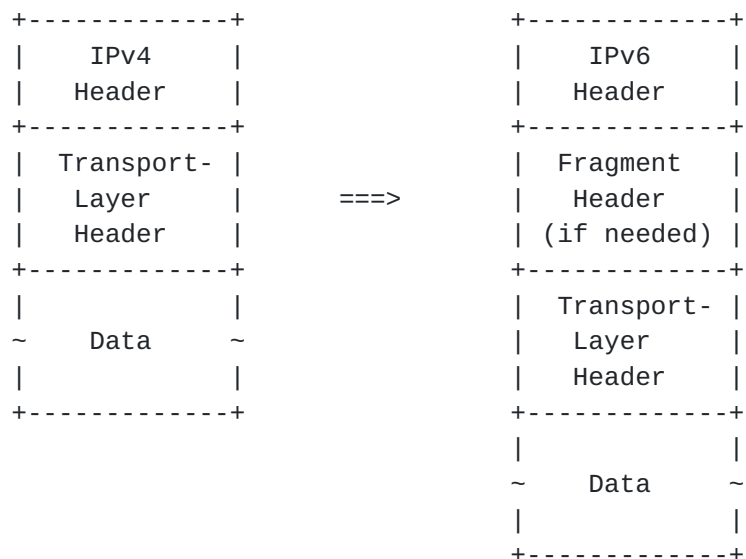 +-------------+                 +-------------+
|    IPv4     |                 |    IPv6     |
|   Header    |                 |   Header    |
+-------------+                 +-------------+
|  Transport- |                 |  Fragment   |
|   Layer     |      ===>       |   Header    |
|   Header    |                 | (if needed) |
+-------------+                 +-------------+
|             |                 |  Transport- |
~    Data     ~                 |   Layer     |
|             |                 |   Header    |
+-------------+                 +-------------+
                                |             |
                                ~    Data     ~
                                |             |
                                +-------------+